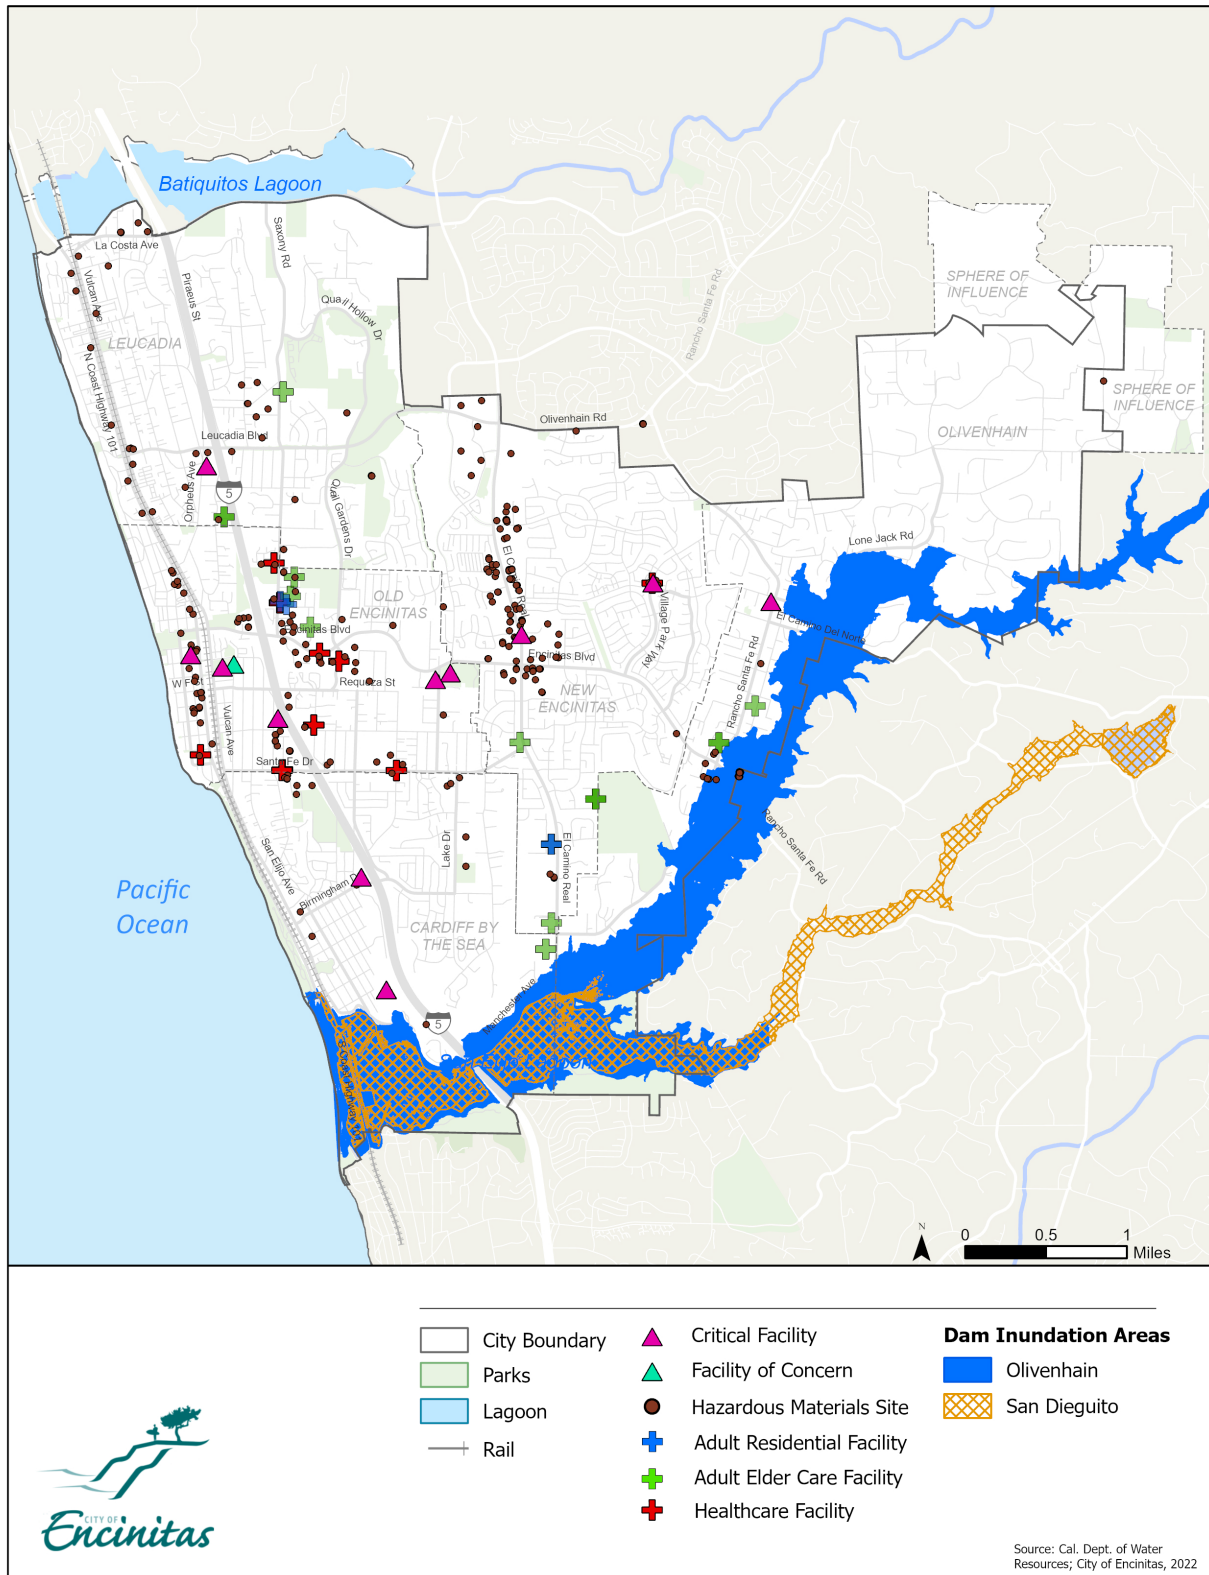 Batiquitos Lagoon
La Costa Ave
Saxony Rd
Piraeus St
Vulcan Ave
Quail Hollow Dr
Rancho Santa Fe Rd
SPHERE OF
INFLUENCE
LEUCADIA
N Coast Highway 101
SPHERE OF
INFLUENCE
Olivenhain Rd
OLIVENHAIN
Leucadia Blvd
Orpheus Ave
5
Quail Gardens Dr
Lone Jack Rd
El Camino Real
OLD
ENCINITAS
Village Park Way
El Camino Del Norte
Encinitas Blvd
Encinitas Blvd
Rancho Santa Fe Rd
W F St
Requeza St
NEW
ENCINITAS
Vulcan Ave
Santa Fe Dr
Rancho Santa Fe Rd
San Elijo Ave
Lake Dr
El Camino Real
Birmingham Dr
Pacific
Ocean
CARDIFF BY
THE SEA
Manchester Ave
5
Lagoon
N
0
0.5
1
Miles
City Boundary
Parks
Lagoon
Rail
Critical Facility
Facility of Concern
Hazardous Materials Site
Adult Residential Facility
Adult Elder Care Facility
Healthcare Facility
Dam Inundation Areas
Olivenhain
San Dieguito
CITY OF
Encinitas
Source: Cal. Dept. of Water
Resources; City of Encinitas, 2022